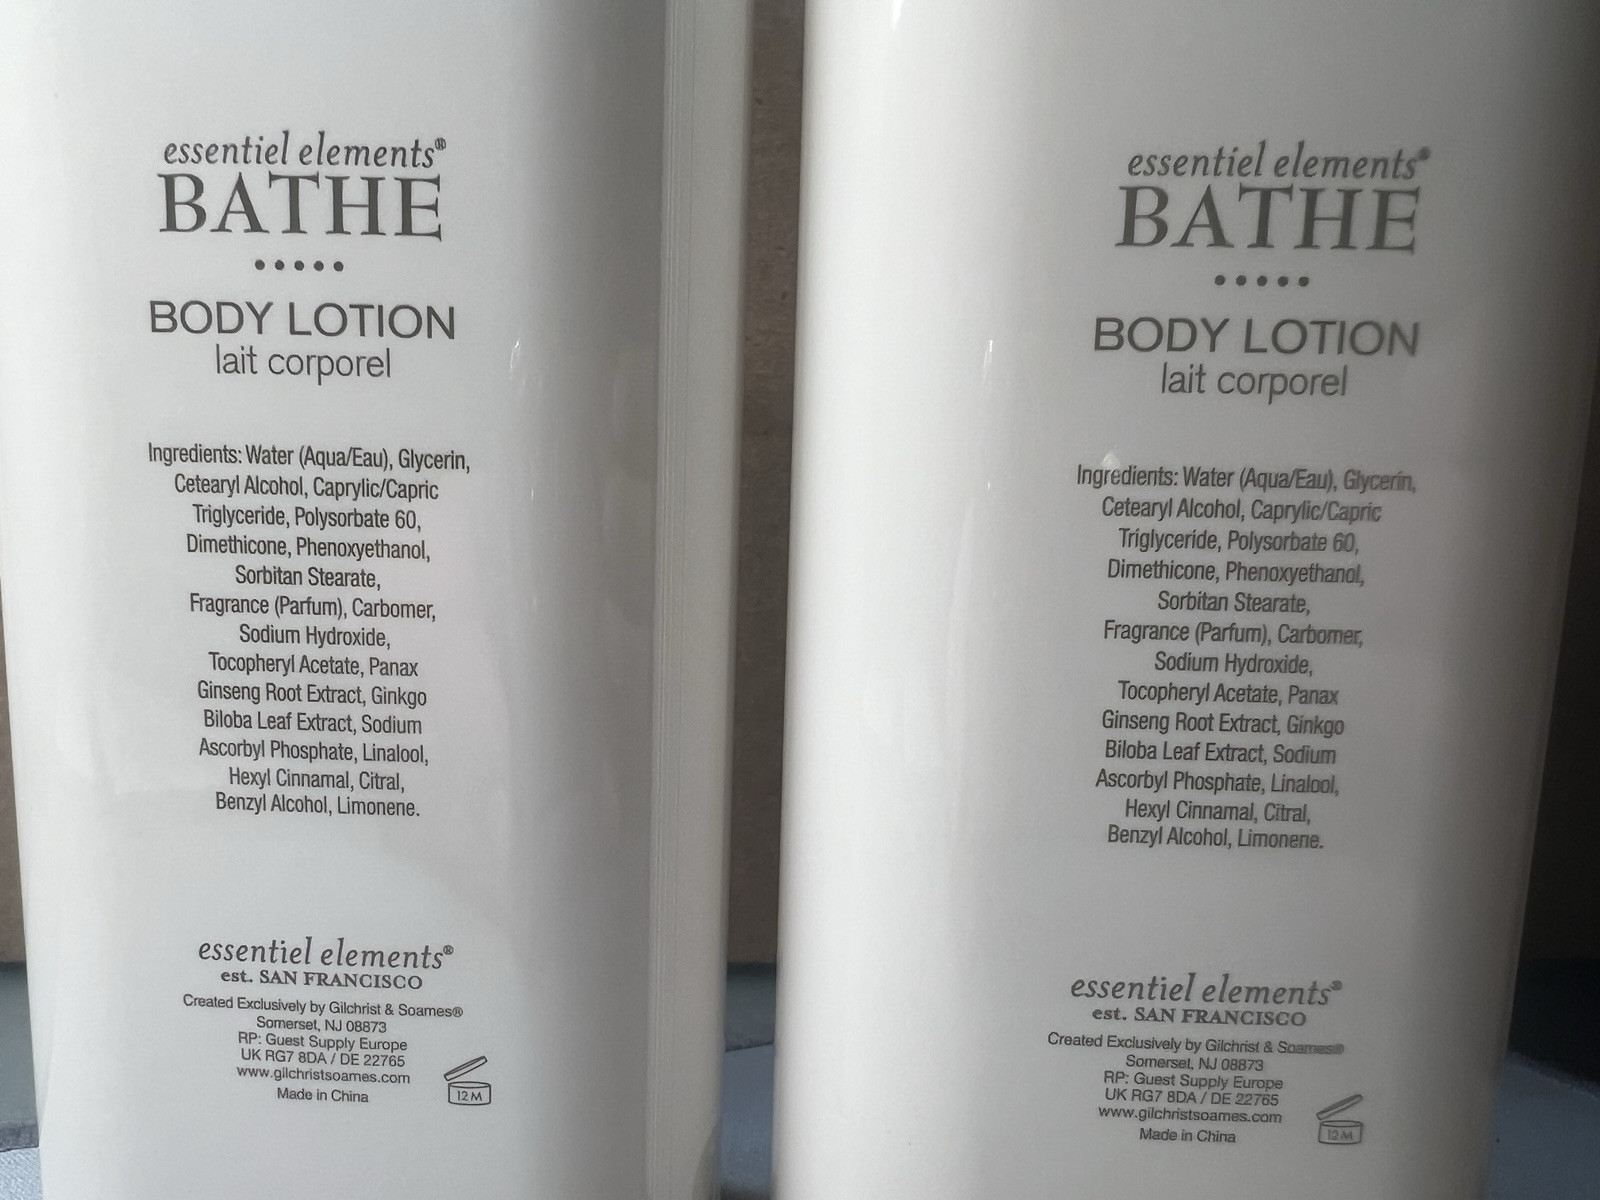 essentiel elements®
BATHE
•••••
BODY LOTION
lait corporel
Ingredients: Water (Aqua/Eau), Glycerin,
Cetearyl Alcohol, Caprylic/Capric
Triglyceride, Polysorbate 60,
Dimethicone, Phenoxyethanol,
Sorbitan Stearate,
Fragrance (Parfum), Carbomer,
Sodium Hydroxide,
Tocopheryl Acetate, Panax
Ginseng Root Extract, Ginkgo
Biloba Leaf Extract, Sodium
Ascorbyl Phosphate, Linalool,
Hexyl Cinnamal, Citral,
Benzyl Alcohol, Limonene.
essentiel elements®
est. SAN FRANCISCO
Created Exclusively by Gilchrist & Soames®
Somerset, NJ 08873
RP: Guest Supply Europe
UK RG7 8DA / DE 22765
www.gilchristsoames.com
Made in China
12 M
essentiel elements®
BATHE
•••••
BODY LOTION
lait corporel
Ingredients: Water (Aqua/Eau), Glycerin,
Cetearyl Alcohol, Caprylic/Capric
Triglyceride, Polysorbate 60,
Dimethicone, Phenoxyethanol,
Sorbitan Stearate,
Fragrance (Parfum), Carbomer,
Sodium Hydroxide,
Tocopheryl Acetate, Panax
Ginseng Root Extract, Ginkgo
Biloba Leaf Extract, Sodium
Ascorbyl Phosphate, Linalool,
Hexyl Cinnamal, Citral,
Benzyl Alcohol, Limonene.
essentiel elements®
est. SAN FRANCISCO
Created Exclusively by Gilchrist & Soames®
Somerset, NJ 08873
RP: Guest Supply Europe
UK RG7 8DA / DE 22765
www.gilchristsoames.com
Made in China
12 M